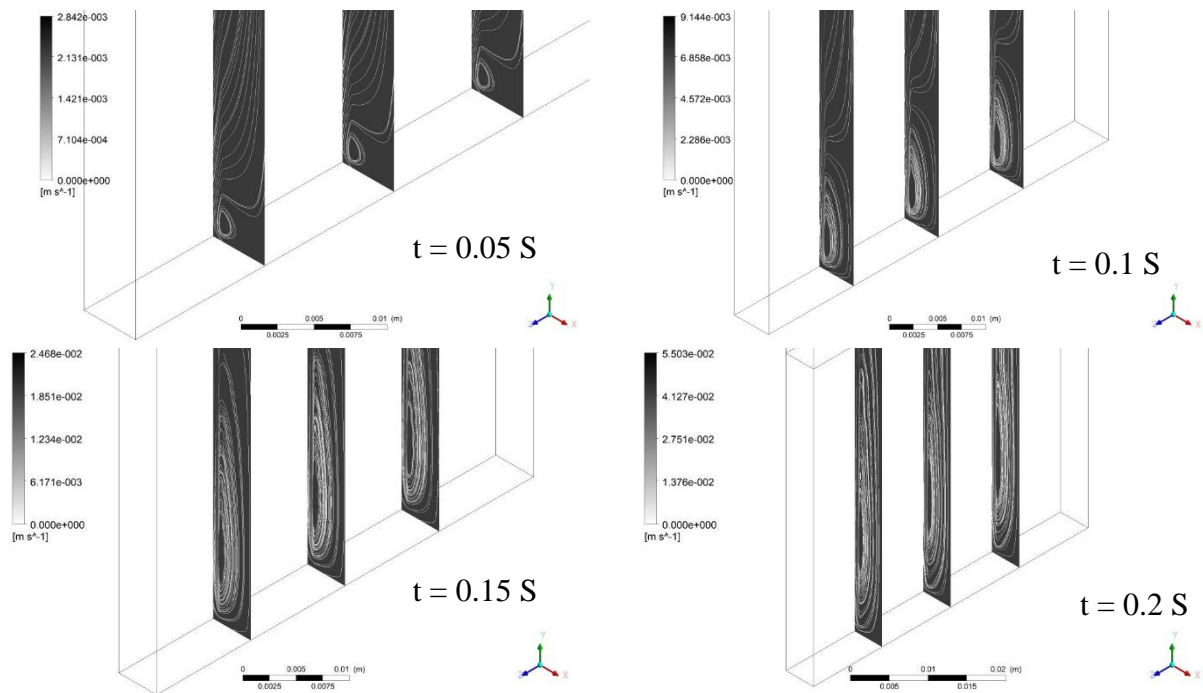 2.842e-003
2.131e-003
1.421e-003
7.104e-004
0.000e+000
[m s^-1]
t = 0.05 S
0 0.005 0.01 (m)
0.0025 0.0075
Y
Z X
9.144e-003
6.858e-003
4.572e-003
2.286e-003
0.000e+000
[m s^-1]
t = 0.1 S
0 0.005 0.01 (m)
0.0025 0.0075
Y
Z X
2.468e-002
1.851e-002
1.234e-002
6.171e-003
0.000e+000
[m s^-1]
t = 0.15 S
0 0.005 0.01 (m)
0.0025 0.0075
Y
Z X
5.503e-002
4.127e-002
2.751e-002
1.376e-002
0.000e+000
[m s^-1]
t = 0.2 S
0 0.01 0.02 (m)
0.005 0.015
Y
Z X